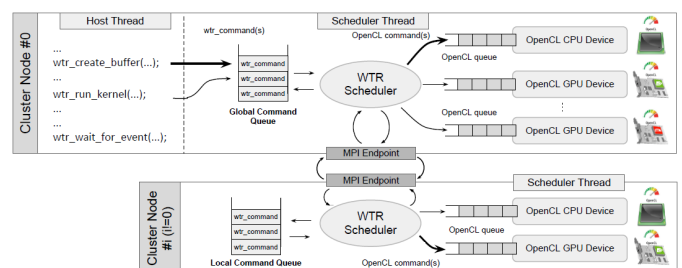 Host Thread
Scheduler Thread
Cluster Node #0
wtr_command(s)
OpenCL command(s)
...
wtr_create_buffer(...);
...
wtr_run_kernel(...);
...
...
wtr_wait_for_event(...);
wtr_command
wtr_command
wtr_command
Global Command
Queue
WTR
Scheduler
OpenCL queue
OpenCL queue
OpenCL CPU Device
OpenCL GPU Device
...
OpenCL GPU Device
MPI Endpoint
MPI Endpoint
Cluster Node
#i (i!=0)
Scheduler Thread
wtr_command
wtr_command
wtr_command
Local Command Queue
WTR
Scheduler
OpenCL queue
OpenCL command(s)
OpenCL CPU Device
OpenCL GPU Device